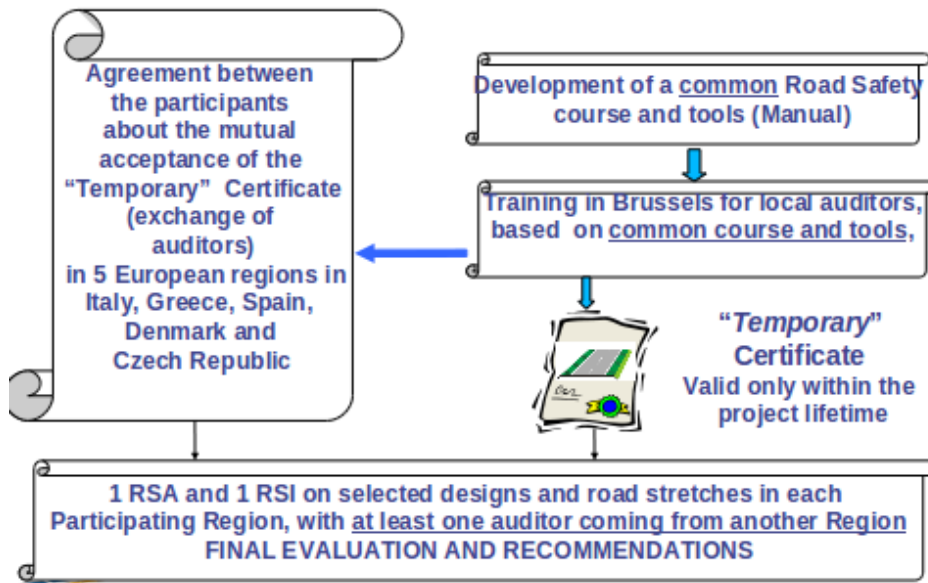 Agreement between
the participants
about the mutual
acceptance of the
“Temporary” Certificate
(exchange of
auditors)
in 5 European regions in
Italy, Greece, Spain,
Denmark and
Czech Republic
Development of a common Road Safety
course and tools (Manual)
Training in Brussels for local auditors,
based on common course and tools,
“Temporary”
Certificate
Valid only within the
project lifetime
1 RSA and 1 RSI on selected designs and road stretches in each
Participating Region, with at least one auditor coming from another Region
FINAL EVALUATION AND RECOMMENDATIONS